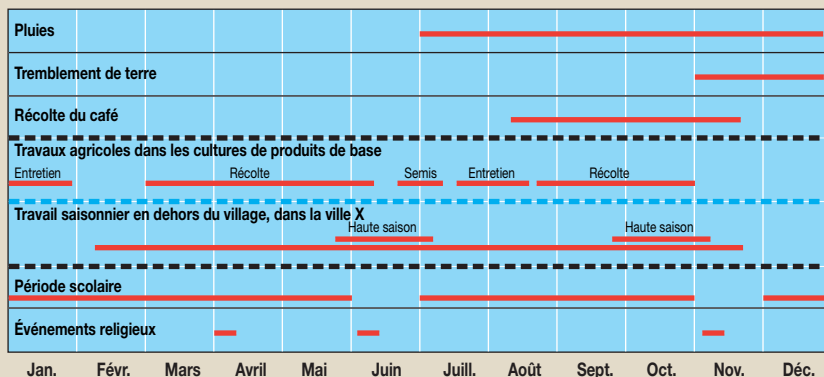 Pluies
Tremblement de terre
Récolte du café
Travaux agricoles dans les cultures de produits de base
Entretien Récolte Semis Entretien Récolte
Travail saisonnier en dehors du village, dans la ville X
Haute saison Haute saison
Période scolaire
Événements religieux
Jan. Févr. Mars Avril Mai Juin Juill. Août Sept. Oct. Nov. Déc.